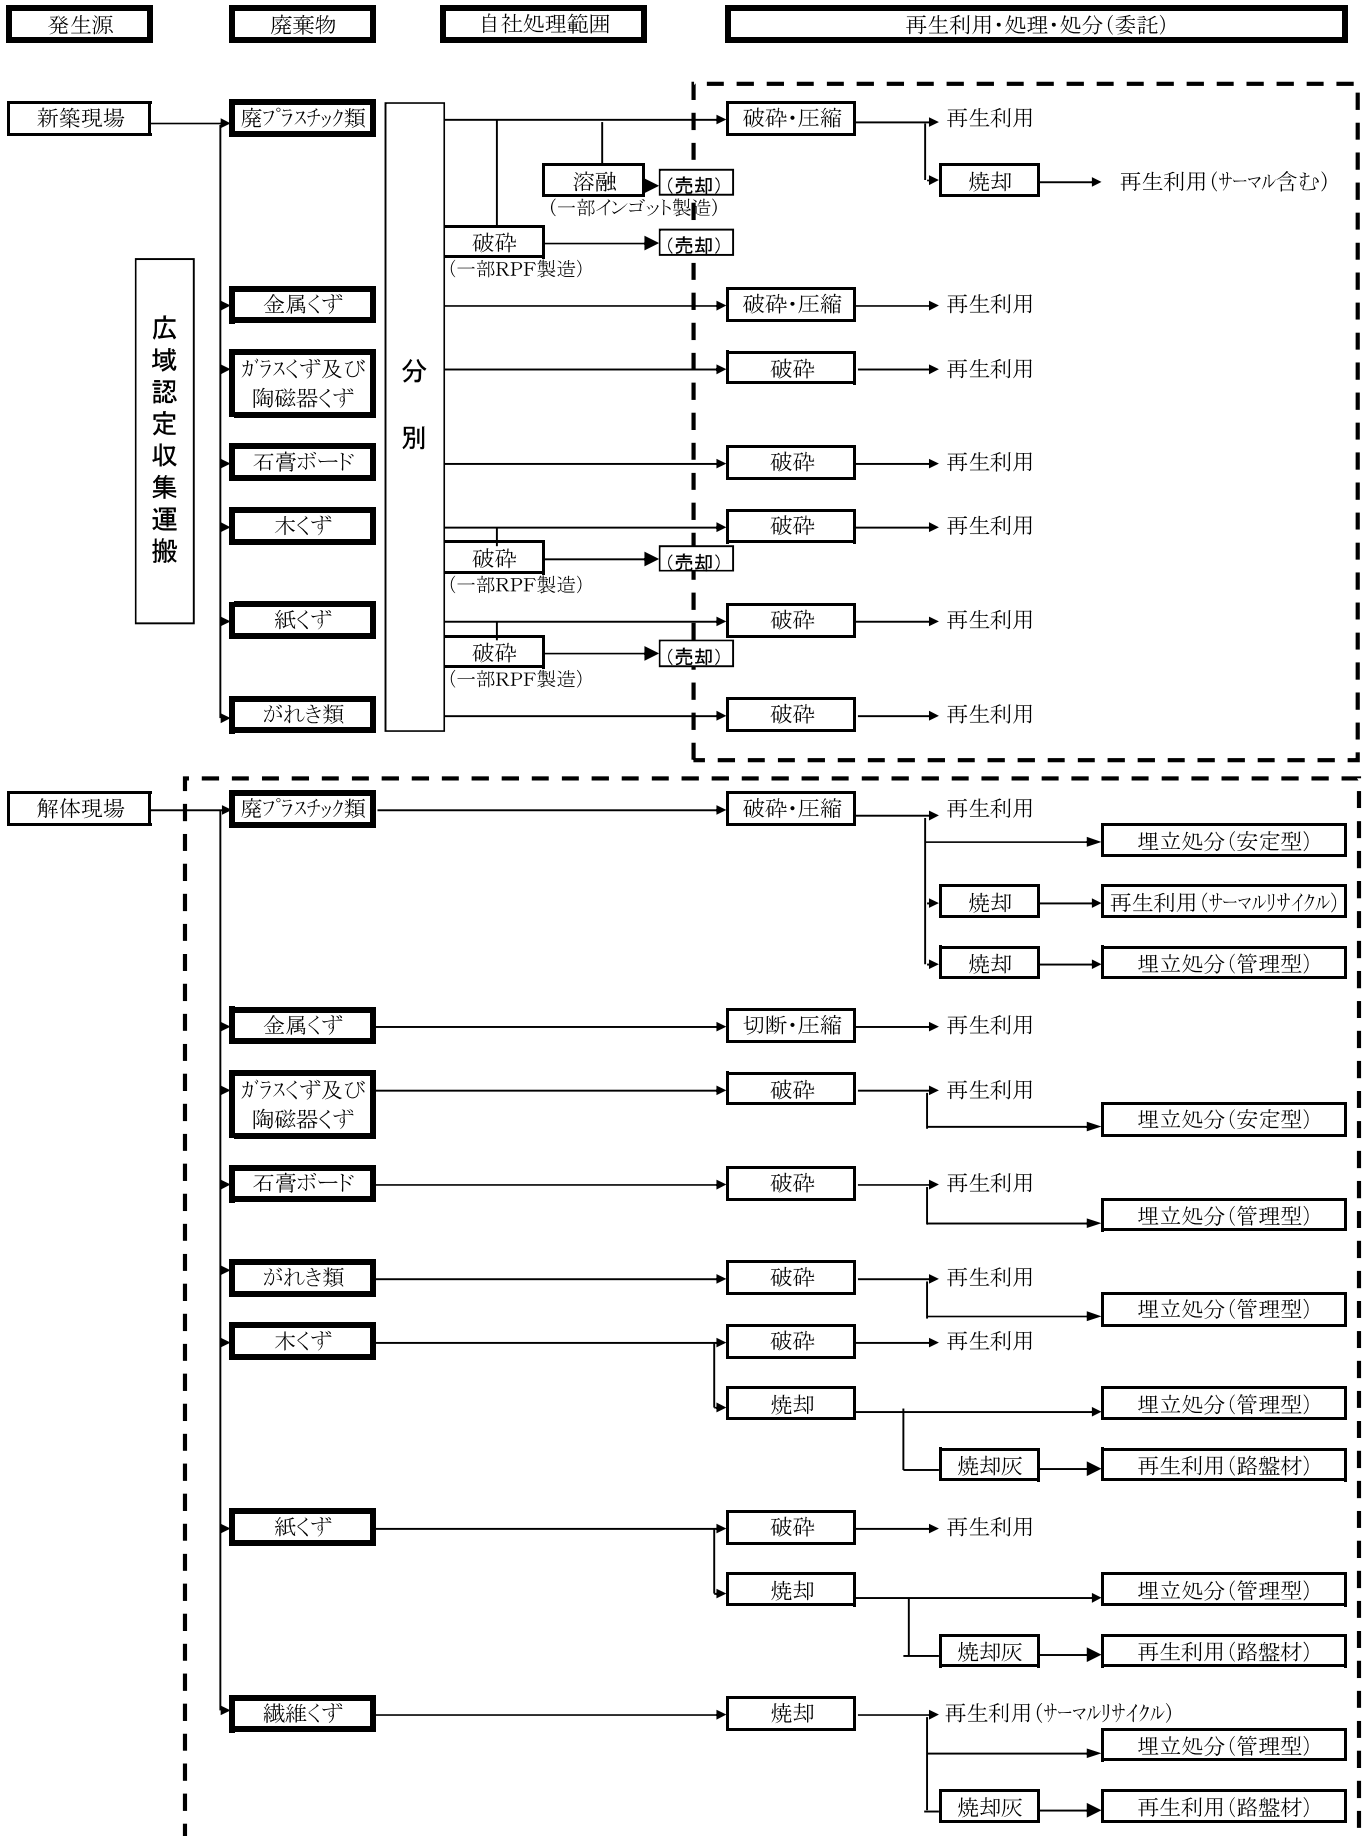 発生源
廃棄物
自社処理範囲
再生利用・処理・処分（委託）
新築現場
廃プラスチック類
破砕・圧縮
再生利用
溶融
（売却）
焼却
再生利用（サーマル含む）
（一部インゴット製造）
破砕
（売却）
（一部RPF製造）
広域認定収集運搬
分別
金属くず
破砕・圧縮
再生利用
ガラスくず及び
陶磁器くず
破砕
再生利用
石膏ボード
破砕
再生利用
木くず
破砕
再生利用
破砕
（売却）
（一部RPF製造）
紙くず
破砕
再生利用
破砕
（売却）
（一部RPF製造）
がれき類
破砕
再生利用
解体現場
廃プラスチック類
破砕・圧縮
再生利用
埋立処分（安定型）
焼却
再生利用（サーマルリサイクル）
焼却
埋立処分（管理型）
金属くず
切断・圧縮
再生利用
ガラスくず及び
陶磁器くず
破砕
再生利用
埋立処分（安定型）
石膏ボード
破砕
再生利用
埋立処分（管理型）
がれき類
破砕
再生利用
埋立処分（管理型）
木くず
破砕
再生利用
焼却
埋立処分（管理型）
焼却灰
再生利用（路盤材）
紙くず
破砕
再生利用
焼却
埋立処分（管理型）
焼却灰
再生利用（路盤材）
繊維くず
焼却
再生利用（サーマルリサイクル）
埋立処分（管理型）
焼却灰
再生利用（路盤材）